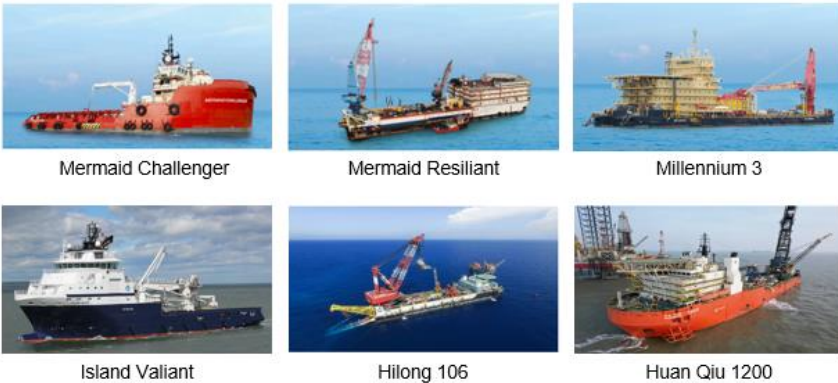 Mermaid Challenger
Mermaid Resiliant
Millennium 3
Island Valiant
Hilong 106
Huan Qiu 1200